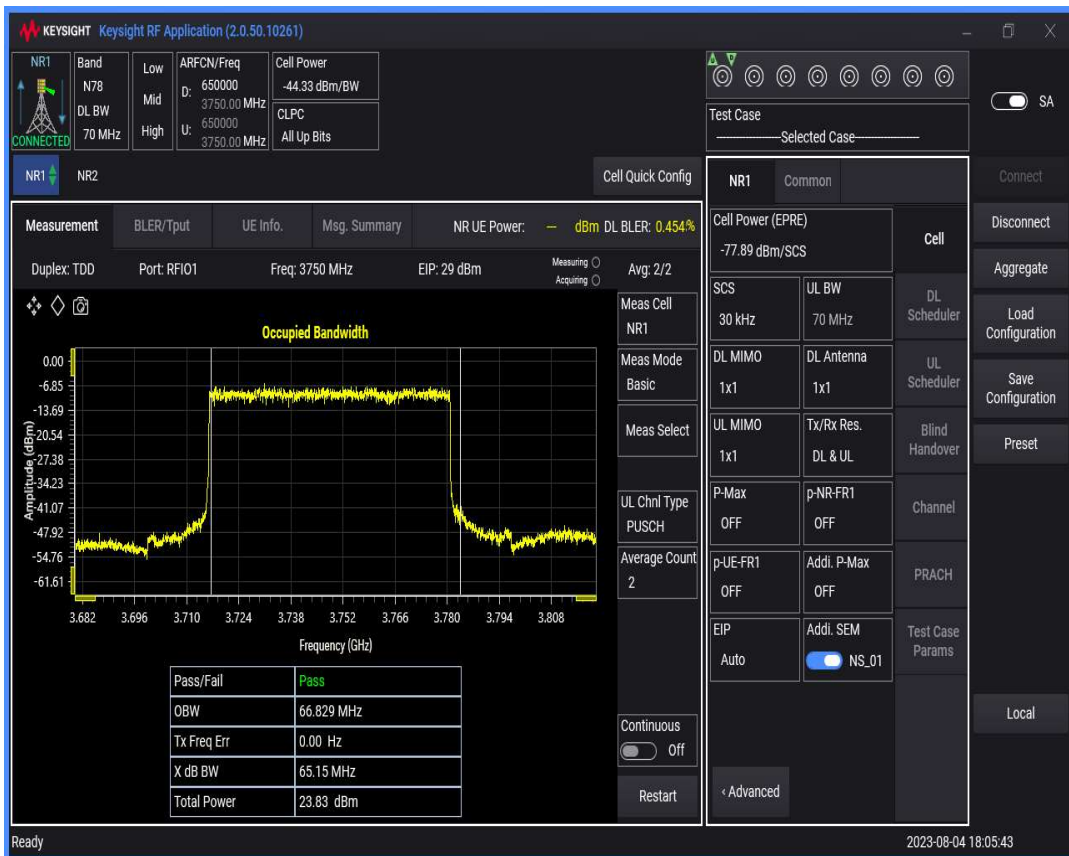 KEYSIGHT Keysight RF Application (2.0.50.10261)
NR1
CONNECTED
Band
N78
DL BW
70 MHz
Low
Mid
High
ARFCN/Freq
D: 650000
3750.00 MHz
U: 650000
3750.00 MHz
Cell Power
-44.33 dBm/BW
CLPC
All Up Bits
Test Case
Selected Case
SA
NR1
NR2
Cell Quick Config
Measurement
BLER/Tput
UE Info.
Msg. Summary
NR UE Power: — dBm DL BLER: 0.454%
Duplex: TDD
Port: RFIO1
Freq: 3750 MHz
EIP: 29 dBm
Measuring
Acquiring
Avg: 2/2
Occupied Bandwidth
Amplitude (dBm)
0.00
-6.85
-13.69
-20.54
-27.38
-34.23
-41.07
-47.92
-54.76
-61.61
3.682 3.696 3.710 3.724 3.738 3.752 3.766 3.780 3.794 3.808
Frequency (GHz)
Pass/Fail Pass
OBW 66.829 MHz
Tx Freq Err 0.00 Hz
X dB BW 65.15 MHz
Total Power 23.83 dBm
Meas Cell
NR1
Meas Mode
Basic
Meas Select
UL Chnl Type
PUSCH
Average Count
2
Continuous
Off
Restart
NR1
Common
Cell Power (EPRE)
-77.89 dBm/SCS
SCS
30 kHz
UL BW
70 MHz
DL MIMO
1x1
DL Antenna
1x1
UL MIMO
1x1
Tx/Rx Res.
DL & UL
P-Max
OFF
p-NR-FR1
OFF
p-UE-FR1
OFF
Addi. P-Max
OFF
EIP
Auto
Addi. SEM
NS_01
‹ Advanced
Cell
DL
Scheduler
UL
Scheduler
Blind
Handover
Channel
PRACH
Test Case
Params
Connect
Disconnect
Aggregate
Load
Configuration
Save
Configuration
Preset
Local
Ready
2023-08-04 18:05:43